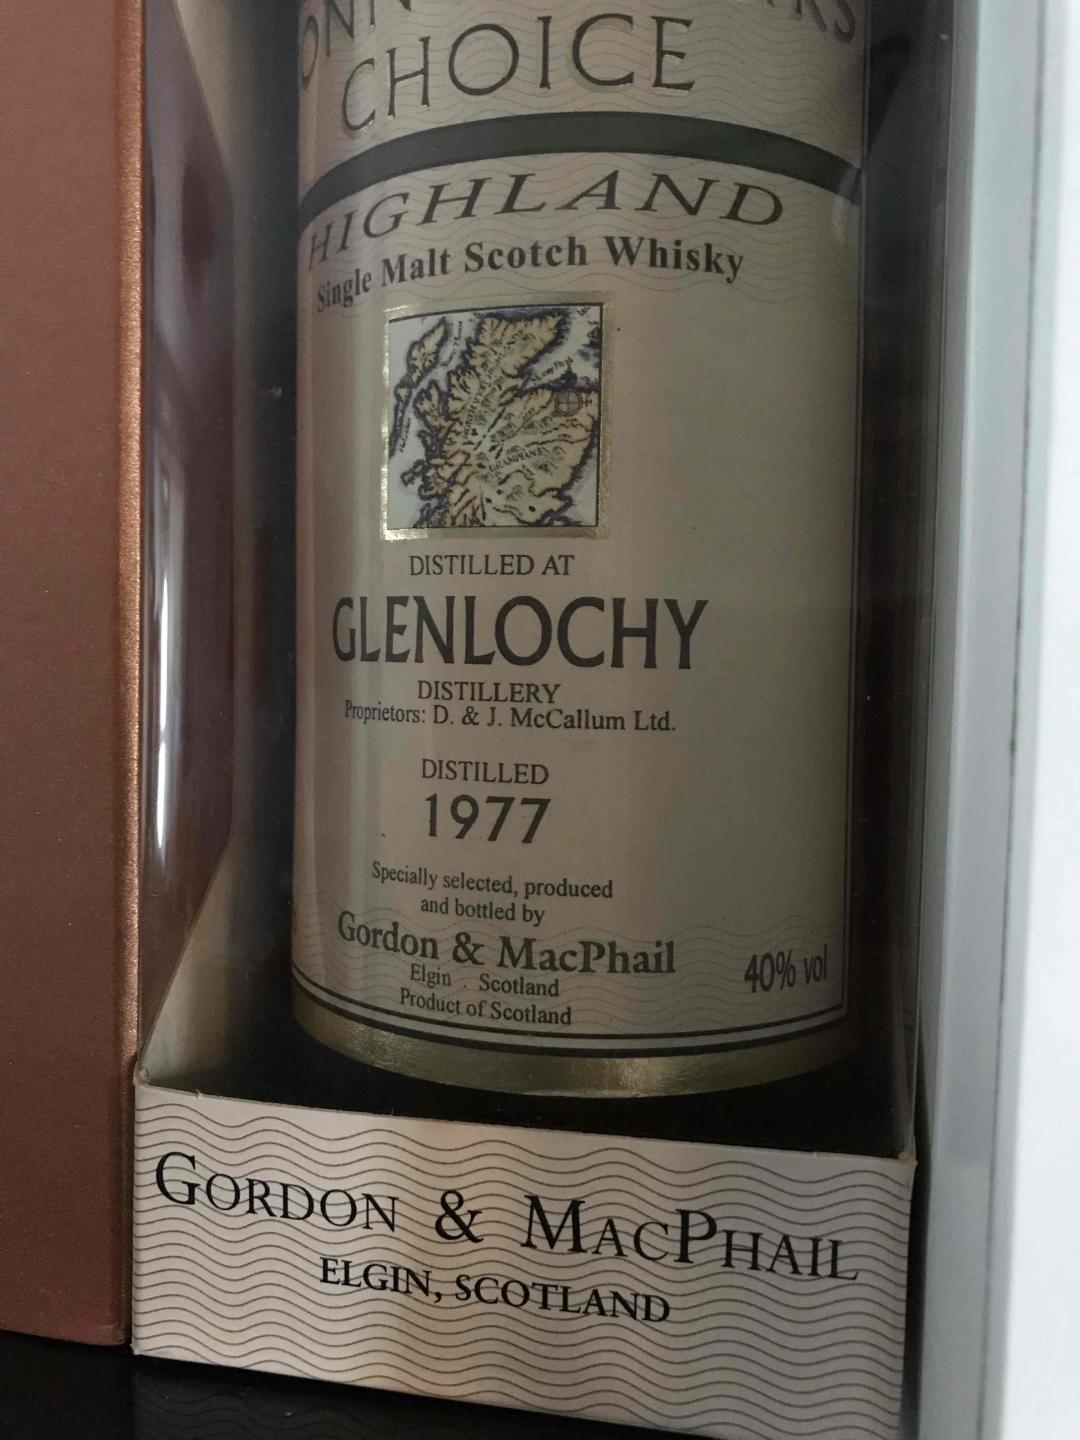 CHOICE
HIGHLAND
Single Malt Scotch Whisky
GRAMPIANS
DISTILLED AT
GLENLOCHY
DISTILLERY
Proprietors: D. & J. McCallum Ltd.
DISTILLED
1977
Specially selected, produced
and bottled by
Gordon & MacPhail
Elgin . Scotland
Product of Scotland
40% vol
GORDON & MACPHAIL
ELGIN, SCOTLAND